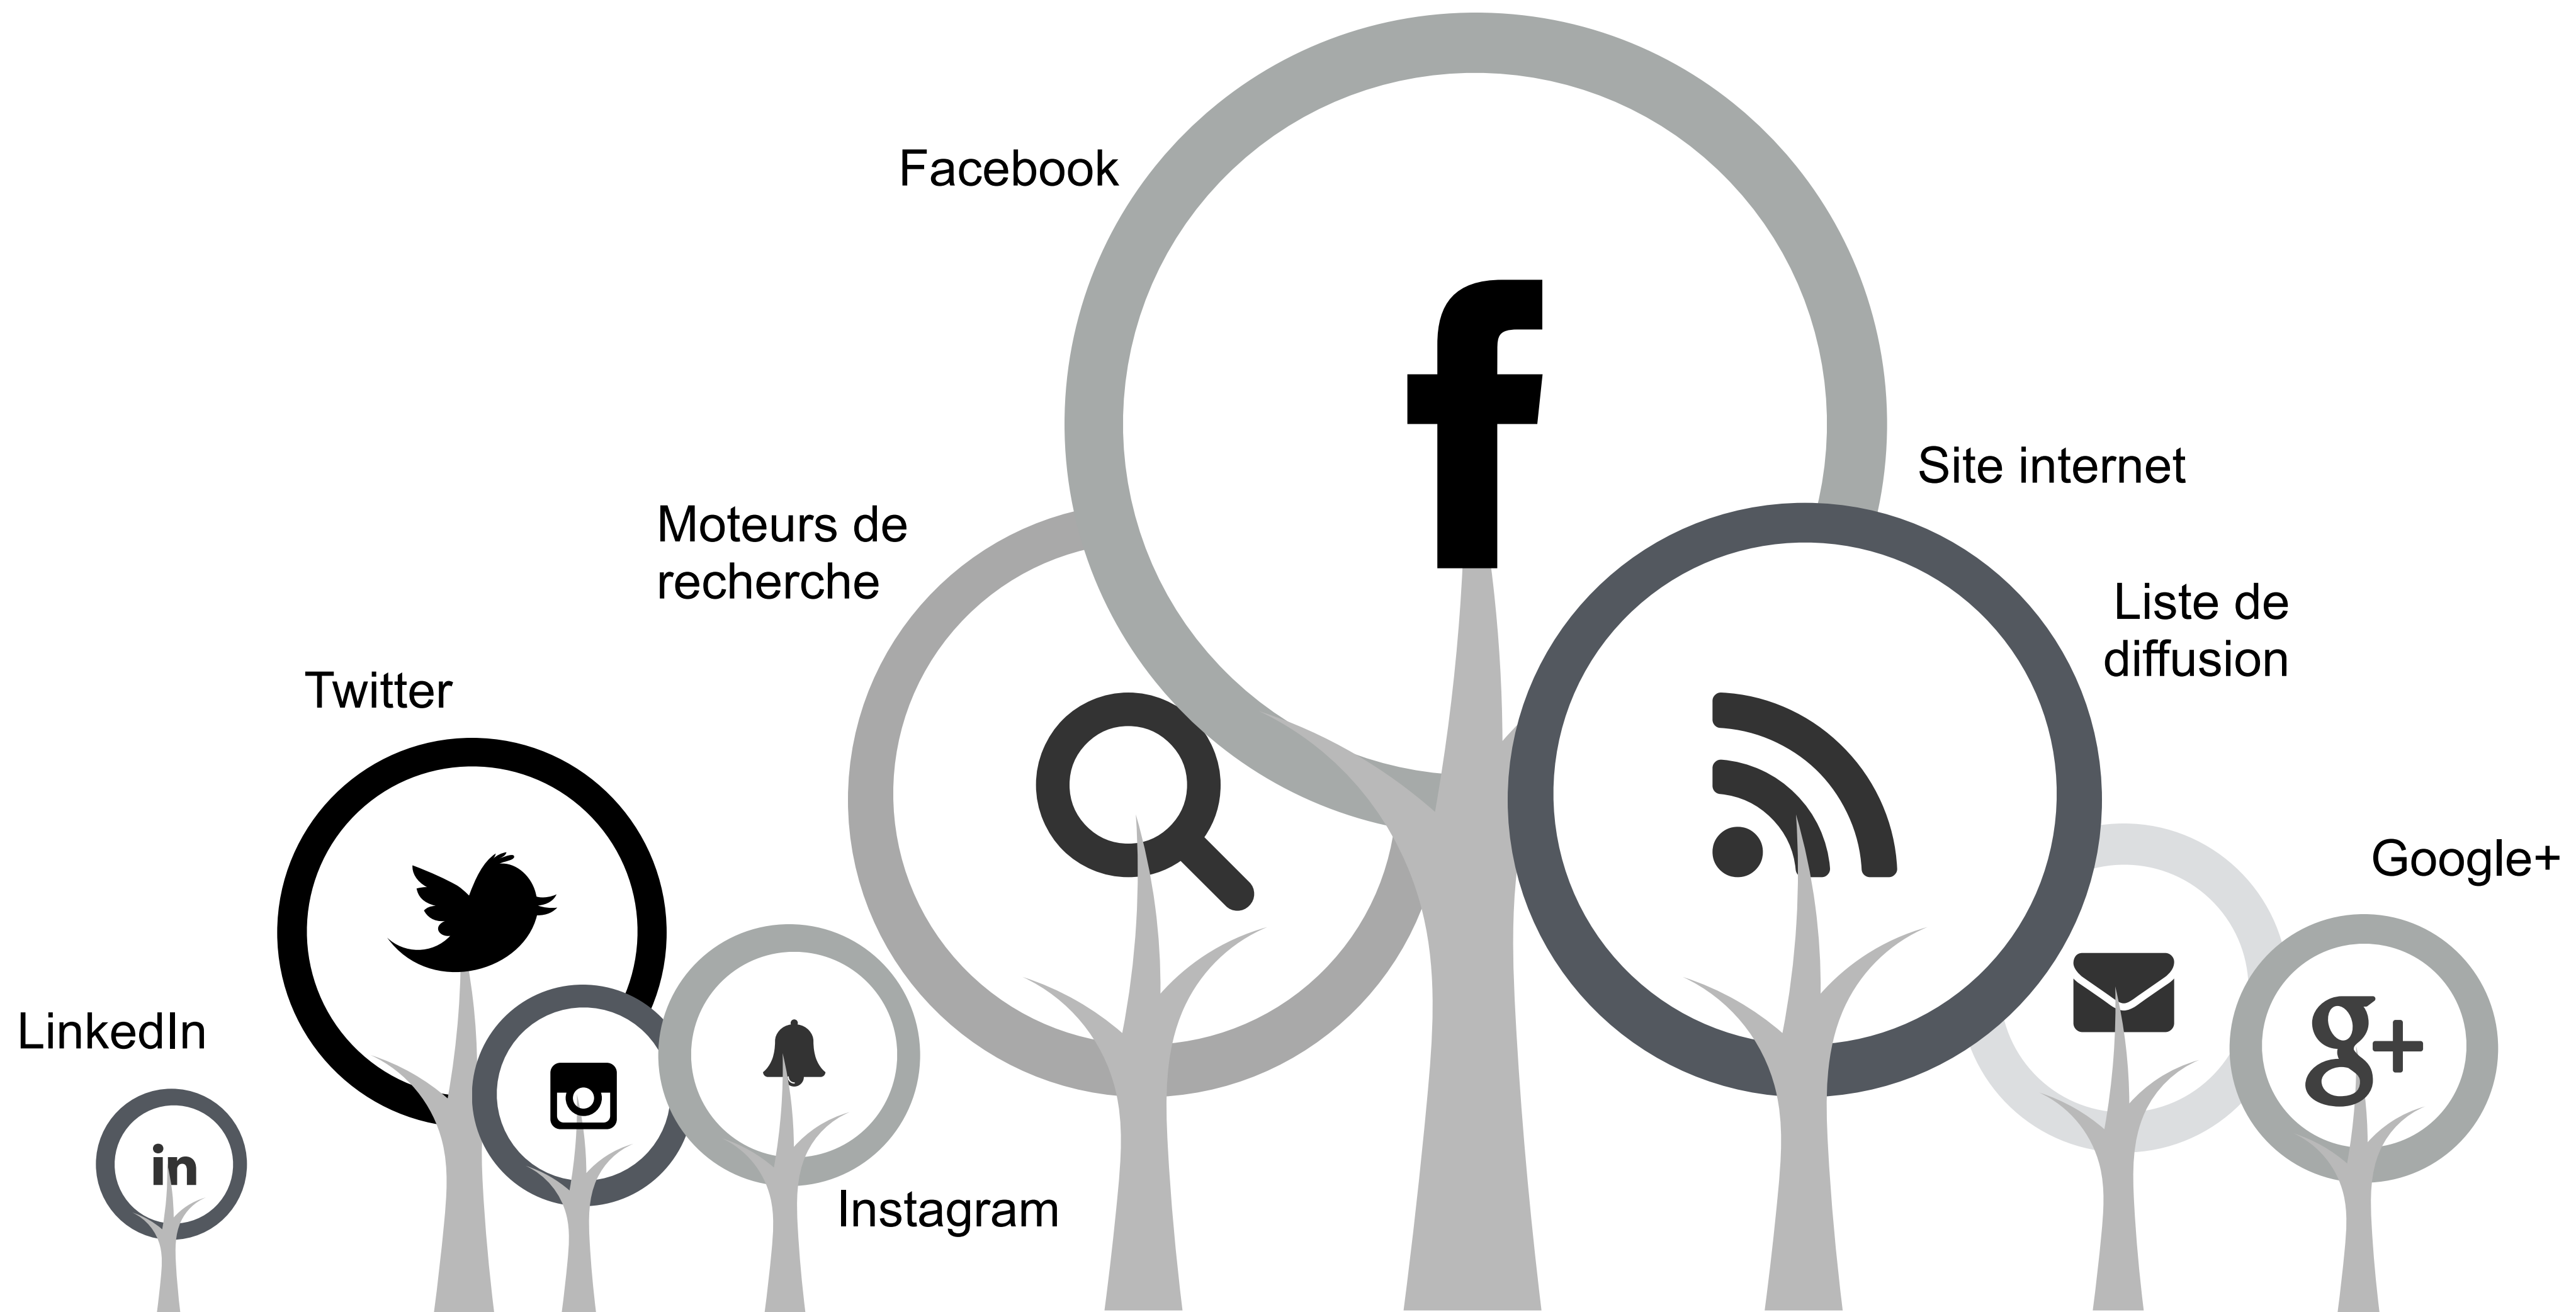 Facebook
Site internet
Moteurs de
recherche
Liste de
diffusion
Twitter
Google+
LinkedIn
in
g+
Instagram
f